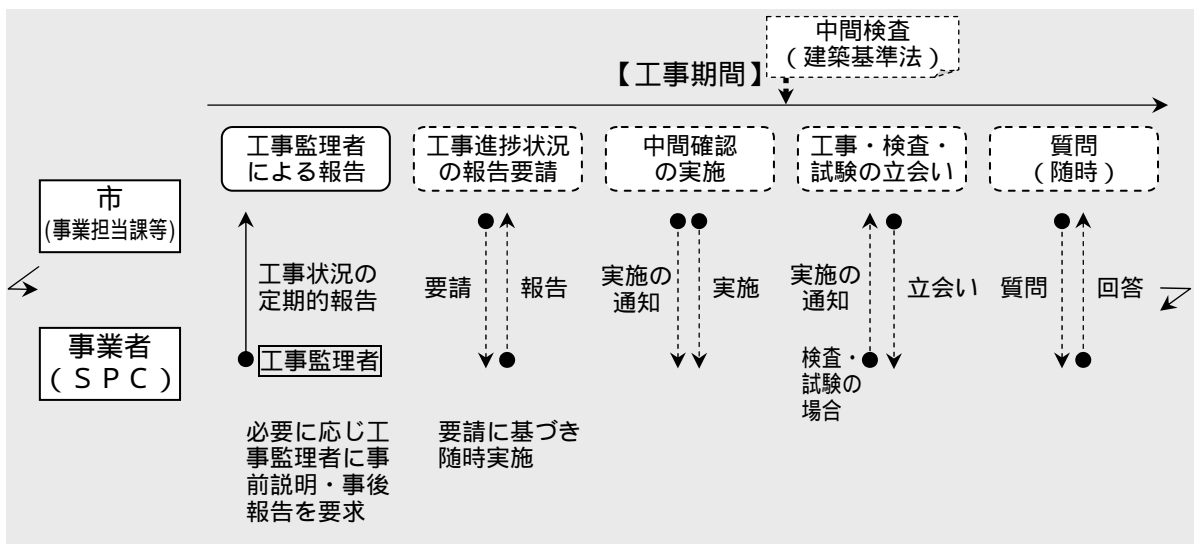 中間検査
(建築基準法)
【工事期間】
工事監理者
による報告
工事進捗状況
の報告要請
中間確認
の実施
工事・検査・
試験の立会い
質問
(随時)
市
(事業担当課等)
工事状況の
定期的報告
要請
報告
実施の
通知
実施
実施の
通知
立会い
質問
回答
事業者
(SPC)
工事監理者
検査・
試験の
場合
必要に応じ工
事監理者に事
前説明・事後
報告を要求
要請に基づき
随時実施